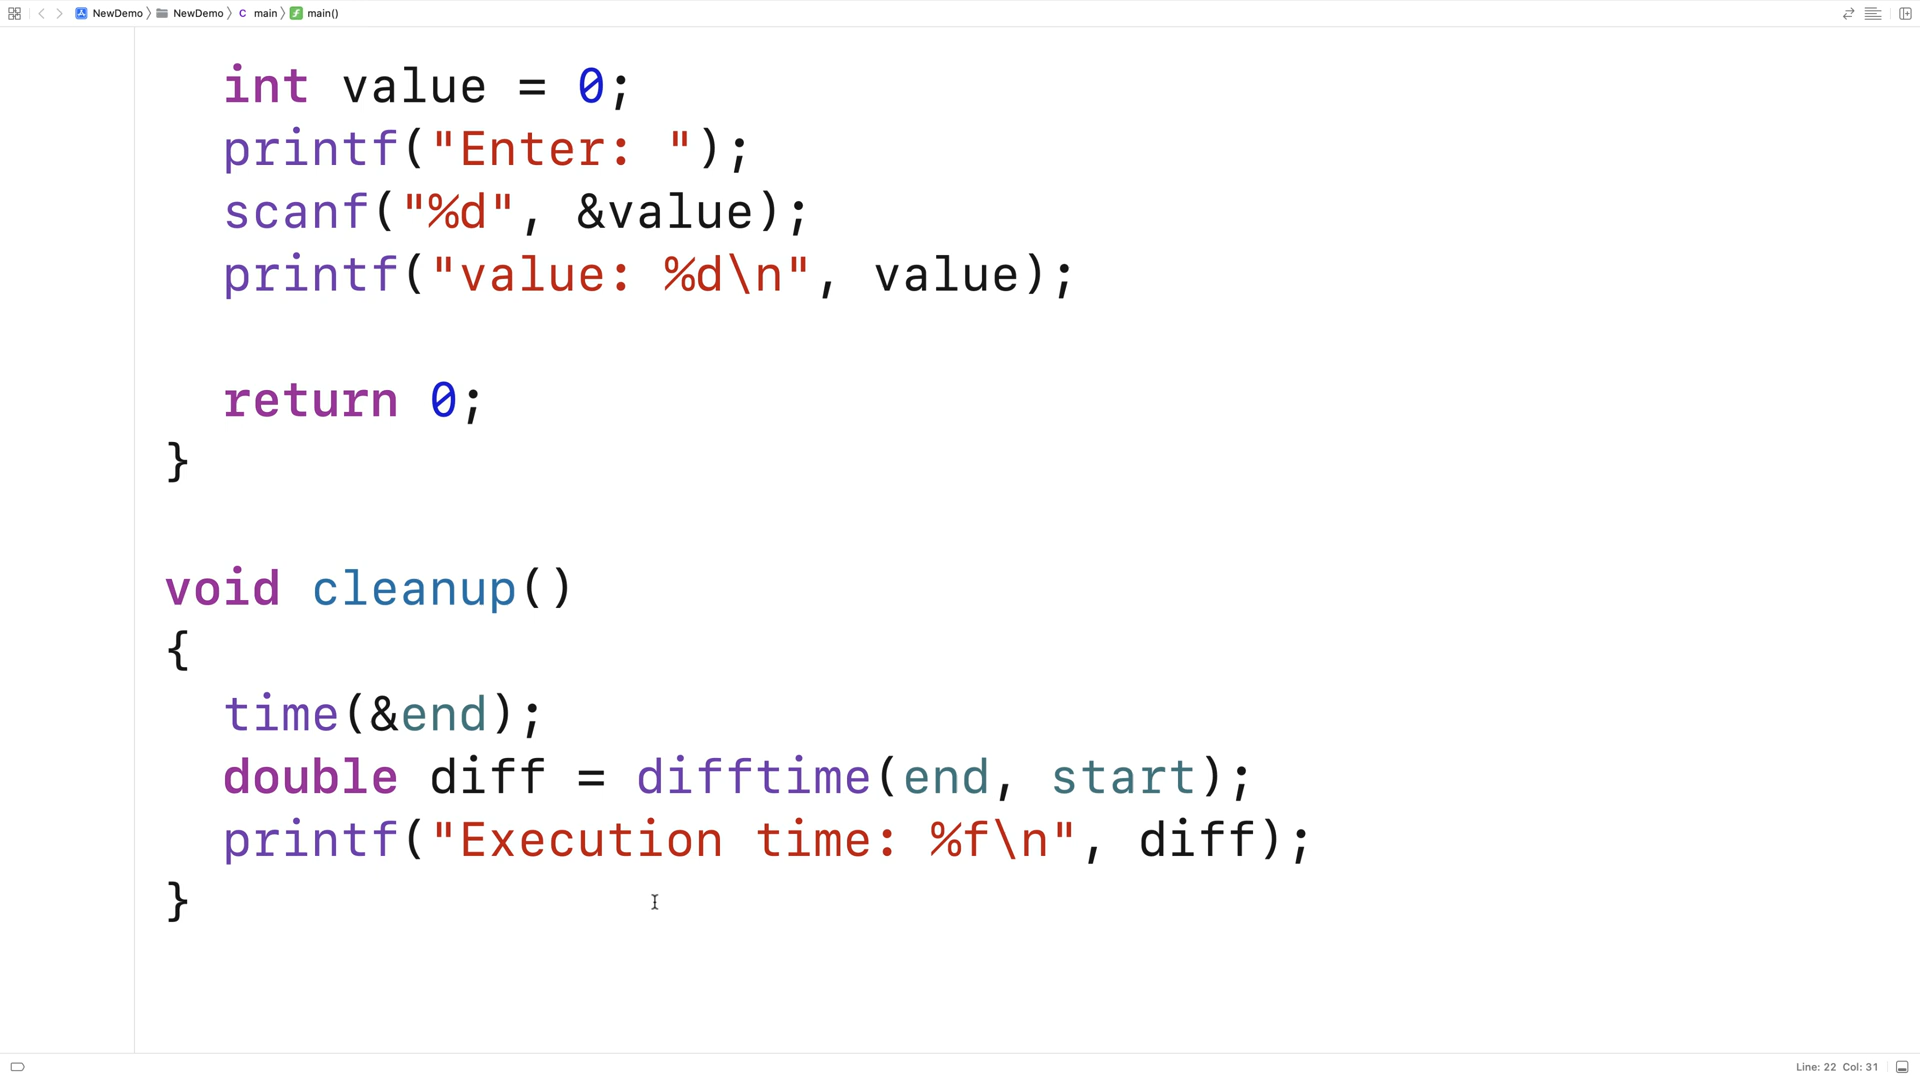 NewDemo NewDemo C main f main()
int value = 0;
printf("Enter: ");
scanf("%d", &value);
printf("value: %d\n", value);
return 0;
}
void cleanup()
{
time(&end);
double diff = difftime(end, start);
printf("Execution time: %f\n", diff);
}
Line: 22 Col: 31